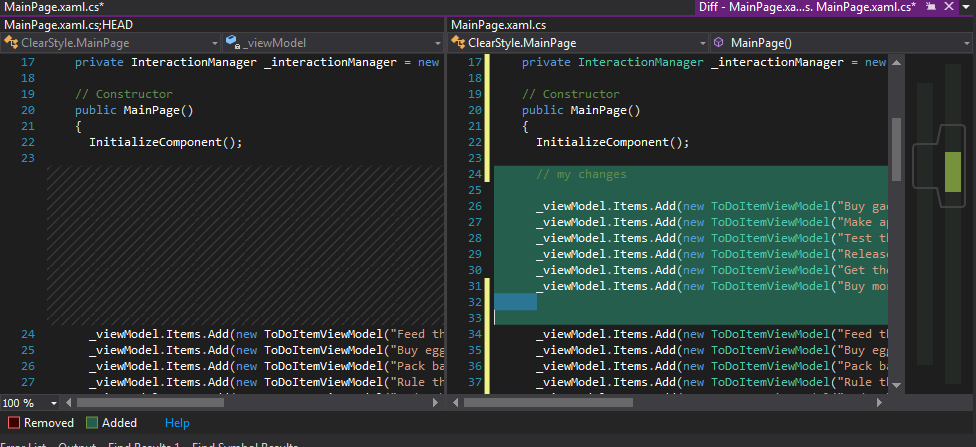 MainPage.xaml.cs*
Diff - MainPage.xa...s. MainPage.xaml.cs*
MainPage.xaml.cs;HEAD
ClearStyle.MainPage
_viewModel
17 private InteractionManager _interactionManager = new
18
19 // Constructor
20 public MainPage()
21 {
22 InitializeComponent();
23
24 _viewModel.Items.Add(new ToDoItemViewModel("Feed th
25 _viewModel.Items.Add(new ToDoItemViewModel("Buy egg
26 _viewModel.Items.Add(new ToDoItemViewModel("Pack ba
27 _viewModel.Items.Add(new ToDoItemViewModel("Rule th
MainPage.xaml.cs
ClearStyle.MainPage
MainPage()
17 private InteractionManager _interactionManager = new
18
19 // Constructor
20 public MainPage()
21 {
22 InitializeComponent();
23
24 // my changes
25
26 _viewModel.Items.Add(new ToDoItemViewModel("Buy gad
27 _viewModel.Items.Add(new ToDoItemViewModel("Make ap
28 _viewModel.Items.Add(new ToDoItemViewModel("Test th
29 _viewModel.Items.Add(new ToDoItemViewModel("Release
30 _viewModel.Items.Add(new ToDoItemViewModel("Get the
31 _viewModel.Items.Add(new ToDoItemViewModel("Buy mor
32
33
34 _viewModel.Items.Add(new ToDoItemViewModel("Feed th
35 _viewModel.Items.Add(new ToDoItemViewModel("Buy egg
36 _viewModel.Items.Add(new ToDoItemViewModel("Pack ba
37 _viewModel.Items.Add(new ToDoItemViewModel("Rule th
100 %
Removed Added Help
Error List Output Find Results 1 Find Symbol Results